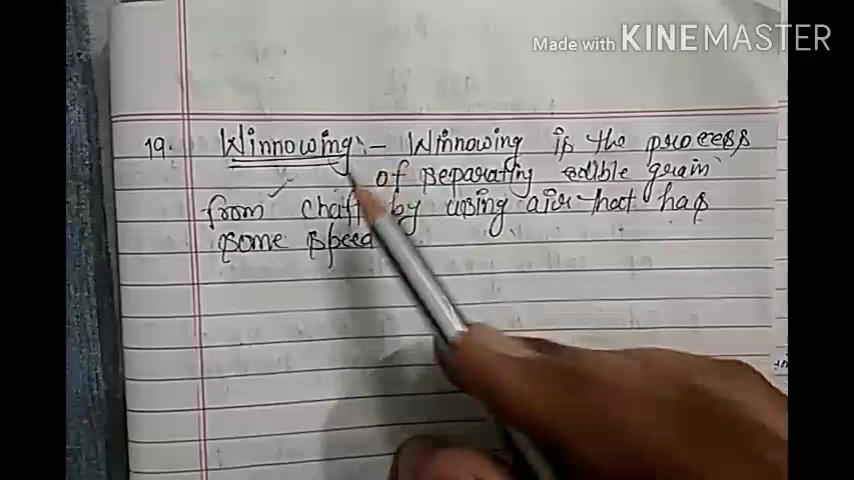 Made with KINEMASTER
19. Winnowing:- Winnowing is the process
of separating edible grain
from chaff by using air that has
some speed